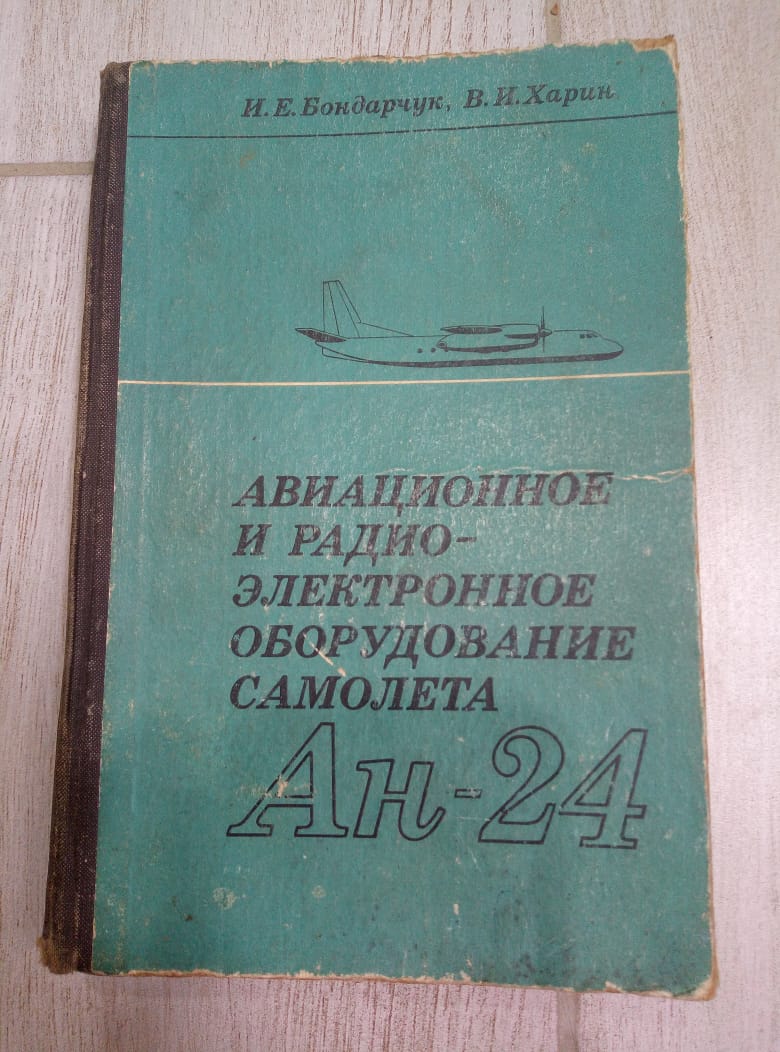 И. Е. Бондарчук, В. И. Харин
АВИАЦИОННОЕ
И РАДИО-
ЭЛЕКТРОННОЕ
ОБОРУДОВАНИЕ
САМОЛЕТА
Ан-24